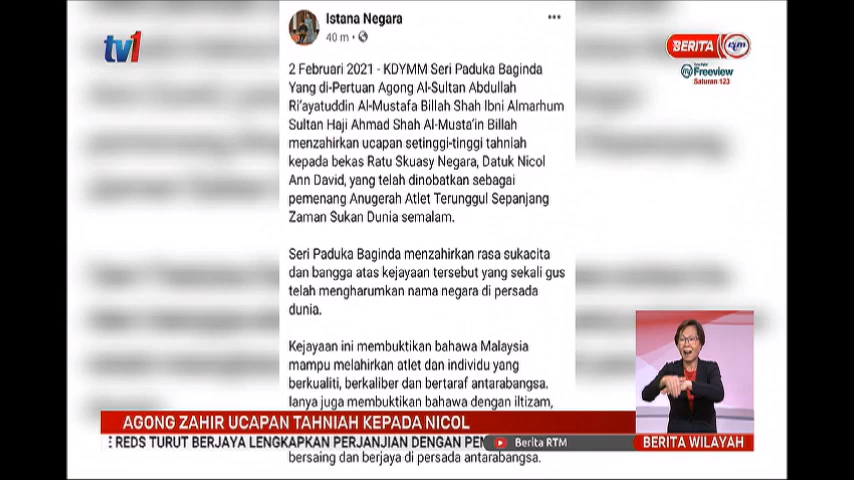 Istana Negara
40 m
tv1
BERITA rtm
myFreeview
Saluran 123
2 Februari 2021 - KDYMM Seri Paduka Baginda
Yang di-Pertuan Agong Al-Sultan Abdullah
Ri'ayatuddin Al-Mustafa Billah Shah Ibni Almarhum
Sultan Haji Ahmad Shah Al-Musta'in Billah
menzahirkan ucapan setinggi-tinggi tahniah
kepada bekas Ratu Skuasy Negara, Datuk Nicol
Ann David, yang telah dinobatkan sebagai
pemenang Anugerah Atlet Terunggul Sepanjang
Zaman Sukan Dunia semalam.
Seri Paduka Baginda menzahirkan rasa sukacita
dan bangga atas kejayaan tersebut yang sekali gus
telah mengharumkan nama negara di persada
dunia.
Kejayaan ini membuktikan bahawa Malaysia
mampu melahirkan atlet dan individu yang
berkualiti, berkaliber dan bertaraf antarabangsa.
Ianya juga membuktikan bahawa dengan iltizam,
AGONG ZAHIR UCAPAN TAHNIAH KEPADA NICOL
REDS TURUT BERJAYA LENGKAPKAN PERJANJIAN DENGAN PEM
Berita RTM
BERITA WILAYAH
bersaing dan berjaya di persada antarabangsa.